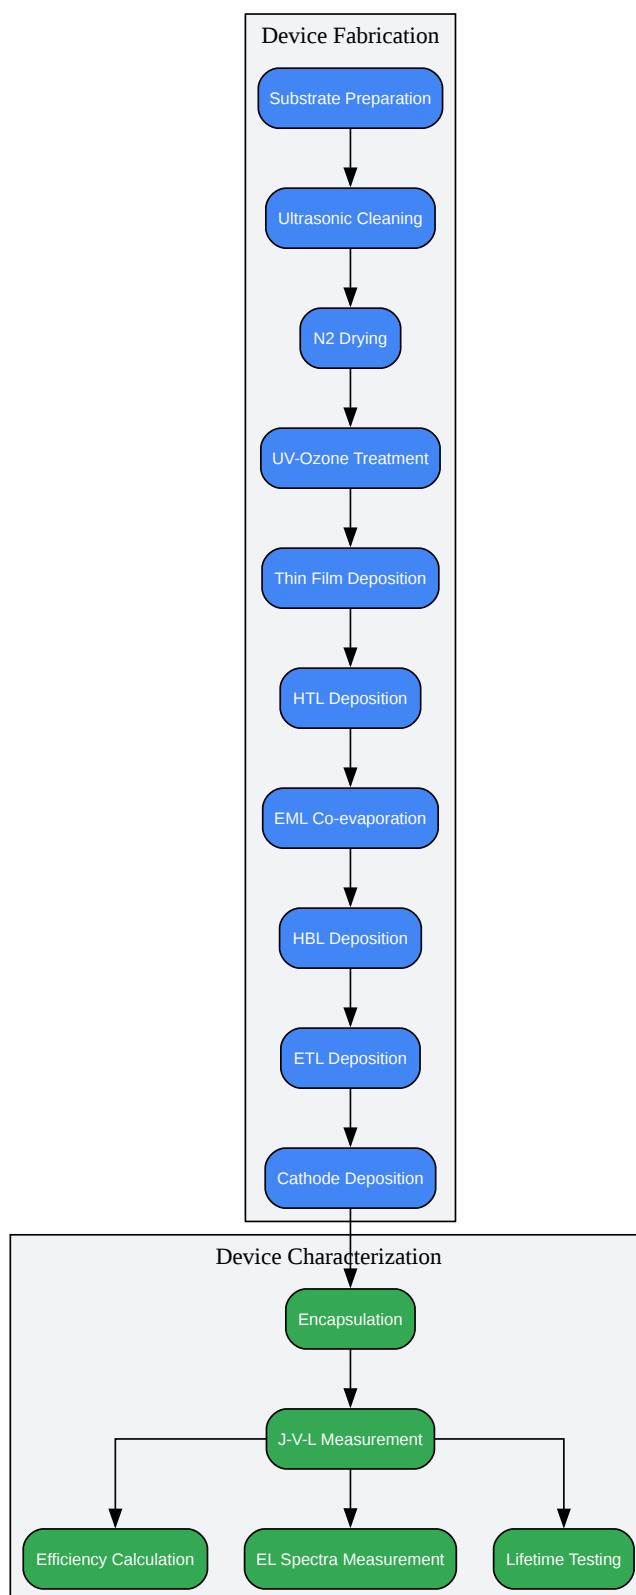 Device Fabrication
Substrate Preparation
Ultrasonic Cleaning
N2 Drying
UV-Ozone Treatment
Thin Film Deposition
HTL Deposition
EML Co-evaporation
HBL Deposition
ETL Deposition
Cathode Deposition
Device Characterization
Encapsulation
J-V-L Measurement
Efficiency Calculation
EL Spectra Measurement
Lifetime Testing